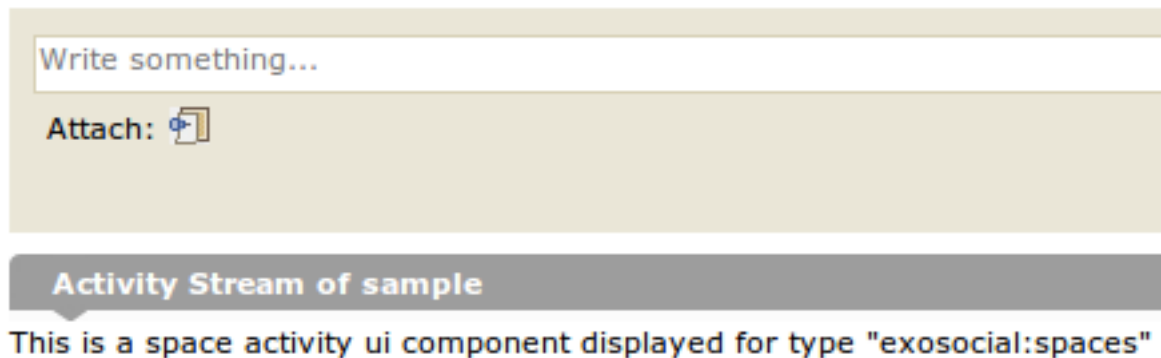 Write something...
Attach:
Activity Stream of sample
This is a space activity ui component displayed for type "exosocial:spaces"